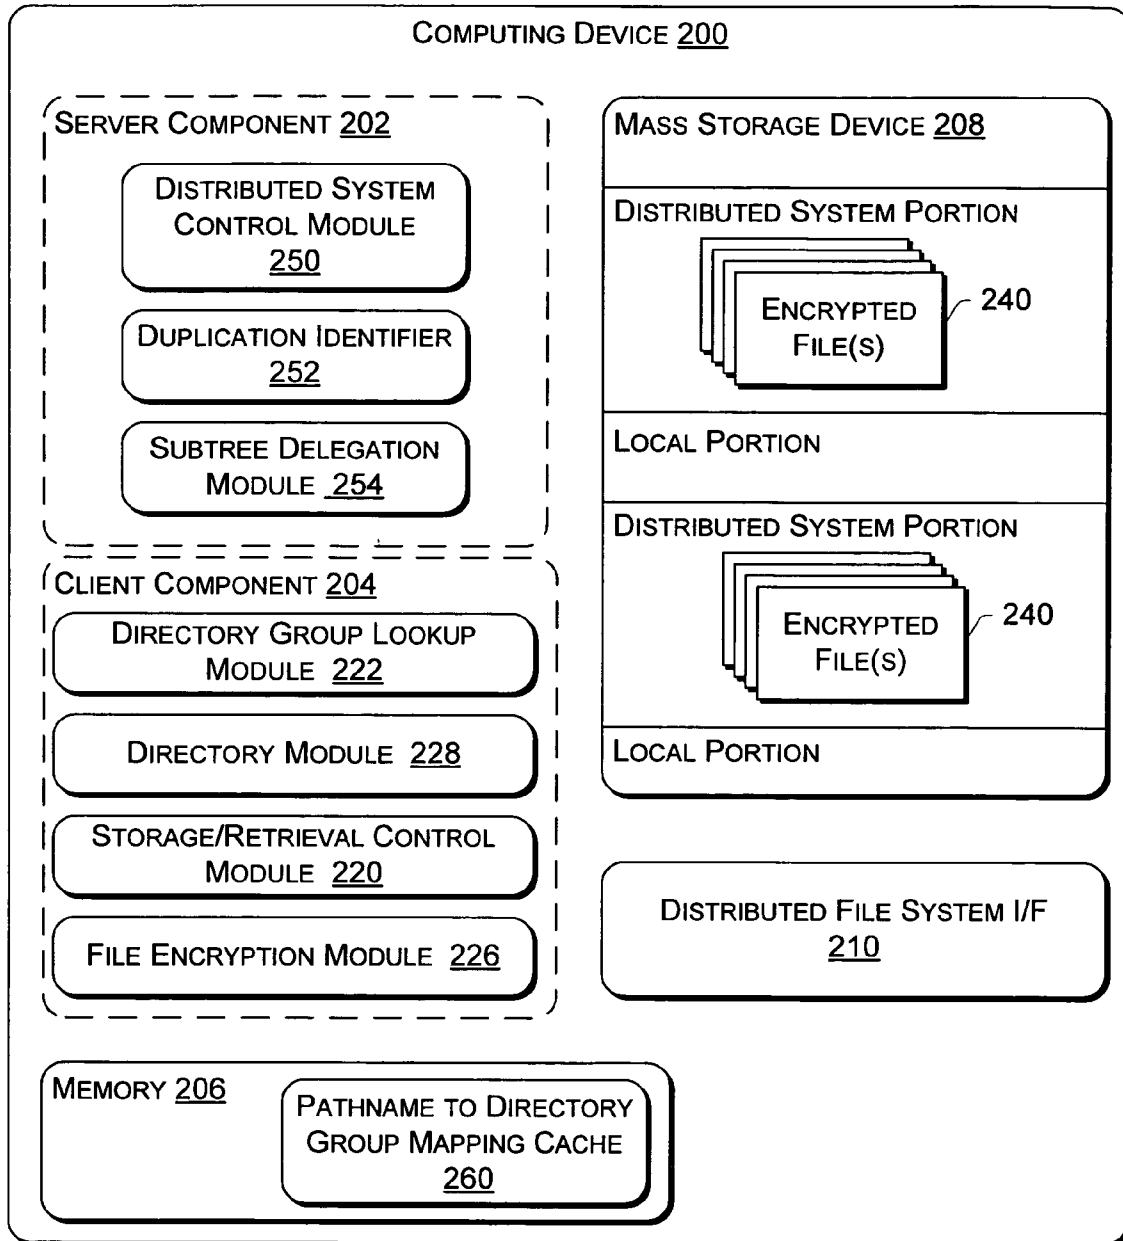 COMPUTING DEVICE 200
SERVER COMPONENT 202
DISTRIBUTED SYSTEM
CONTROL MODULE
250
DUPLICATION IDENTIFIER
252
SUBTREE DELEGATION
MODULE 254
CLIENT COMPONENT 204
DIRECTORY GROUP LOOKUP
MODULE 222
DIRECTORY MODULE 228
STORAGE/RETRIEVAL CONTROL
MODULE 220
FILE ENCRYPTION MODULE 226
MASS STORAGE DEVICE 208
DISTRIBUTED SYSTEM PORTION
ENCRYPTED
FILE(S)
240
LOCAL PORTION
DISTRIBUTED SYSTEM PORTION
ENCRYPTED
FILE(S)
240
LOCAL PORTION
DISTRIBUTED FILE SYSTEM I/F
210
MEMORY 206
PATHNAME TO DIRECTORY
GROUP MAPPING CACHE
260